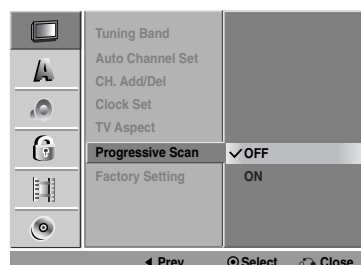 Tuning Band
Auto Channel Set
CH. Add/Del
Clock Set
TV Aspect
Progressive Scan ✓OFF
Factory Setting ON
Prev Select Close